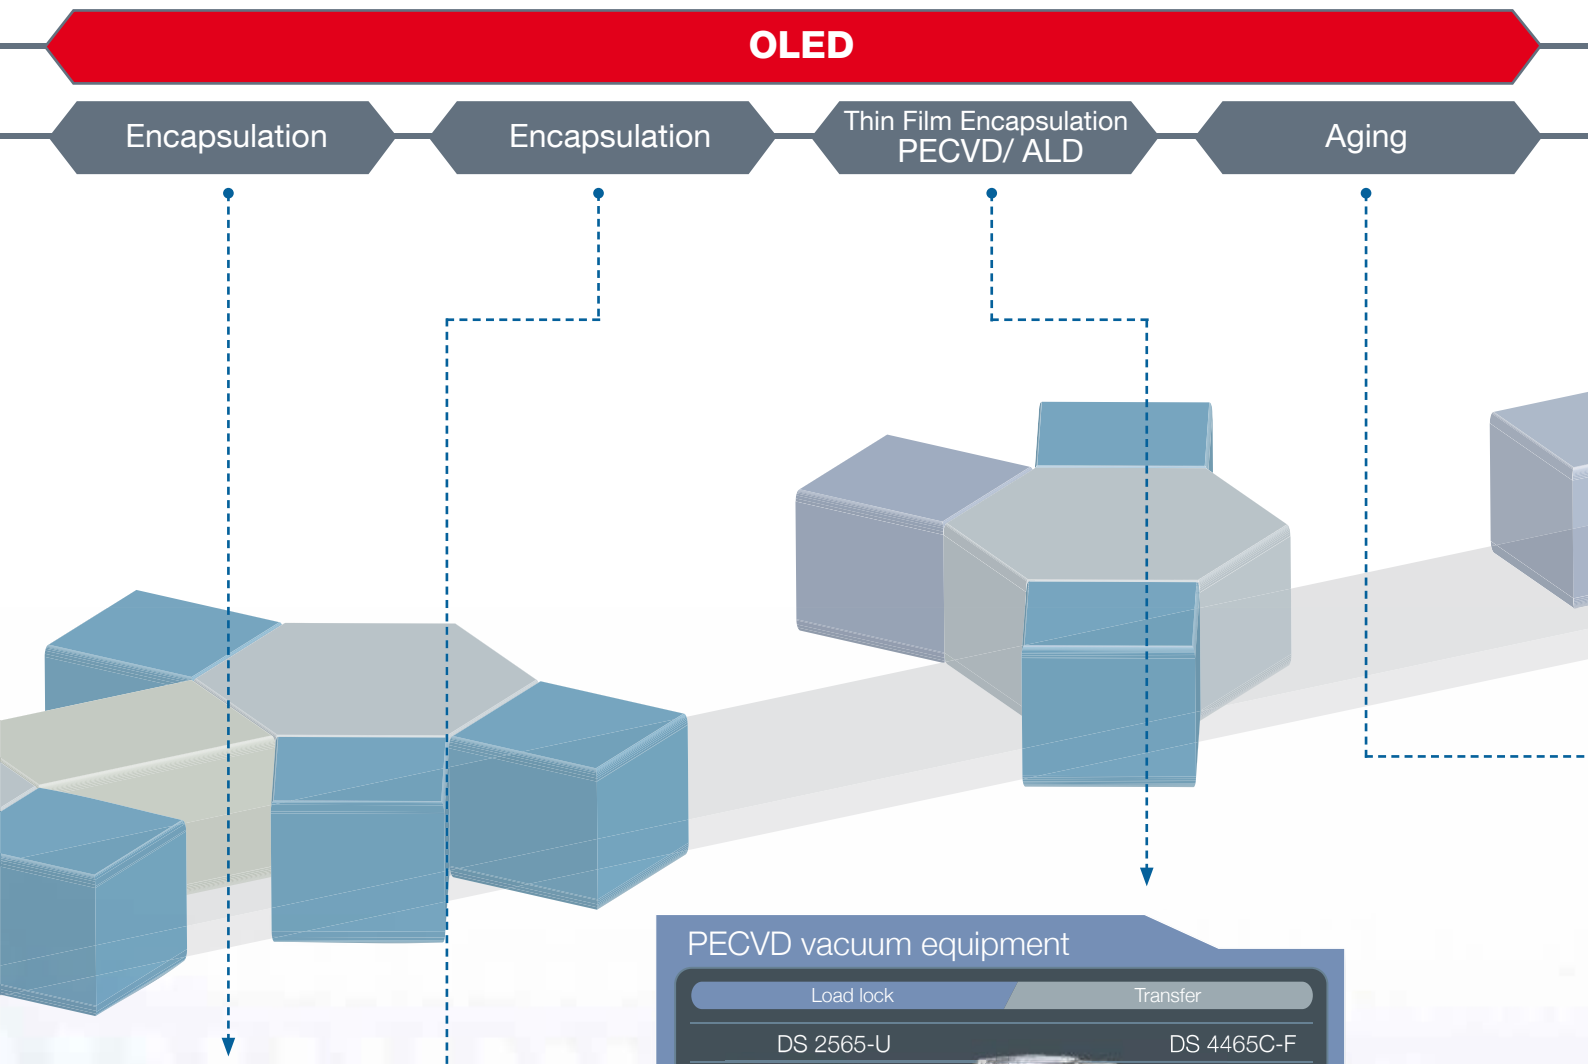 OLED
Encapsulation
Encapsulation
Thin Film Encapsulation
PECVD/ ALD
Aging
PECVD vacuum equipment
Load lock
Transfer
DS 2565-U
DS 4465C-F